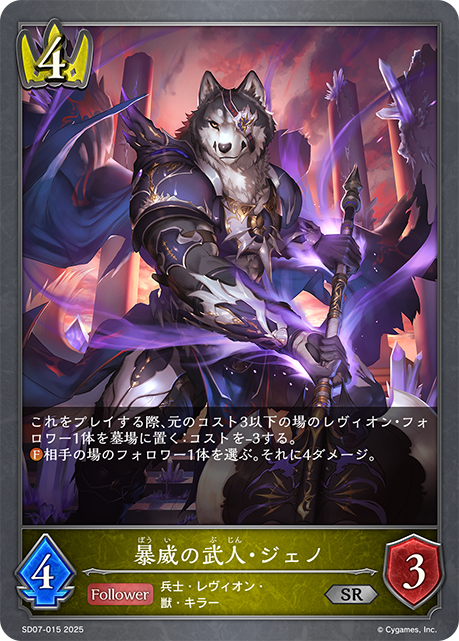 4
これをプレイする際、元のコスト3以下の場のレヴィオン・フォ
ロワー1体を墓場に置く：コストを-3する。
F相手の場のフォロワー1体を選ぶ。それに4ダメージ。
ぼう い ぶ じん
暴威の武人・ジェノ
4
Follower
兵士・レヴィオン・
獣・キラー
SR
3
SD07-015 2025
© Cygames, Inc.